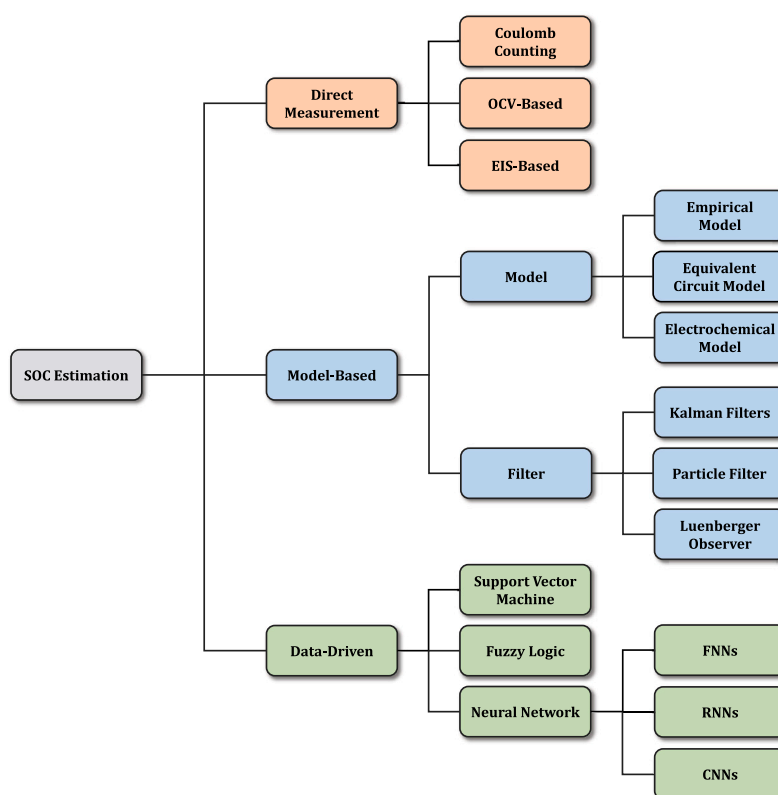 Coulomb
Counting
Direct
Measurement
OCV-Based
EIS-Based
Empirical
Model
Model
Equivalent
Circuit Model
Electrochemical
Model
SOC Estimation
Model-Based
Kalman Filters
Filter
Particle Filter
Luenberger
Observer
Support Vector
Machine
Data-Driven
Fuzzy Logic
FNNs
Neural Network
RNNs
CNNs